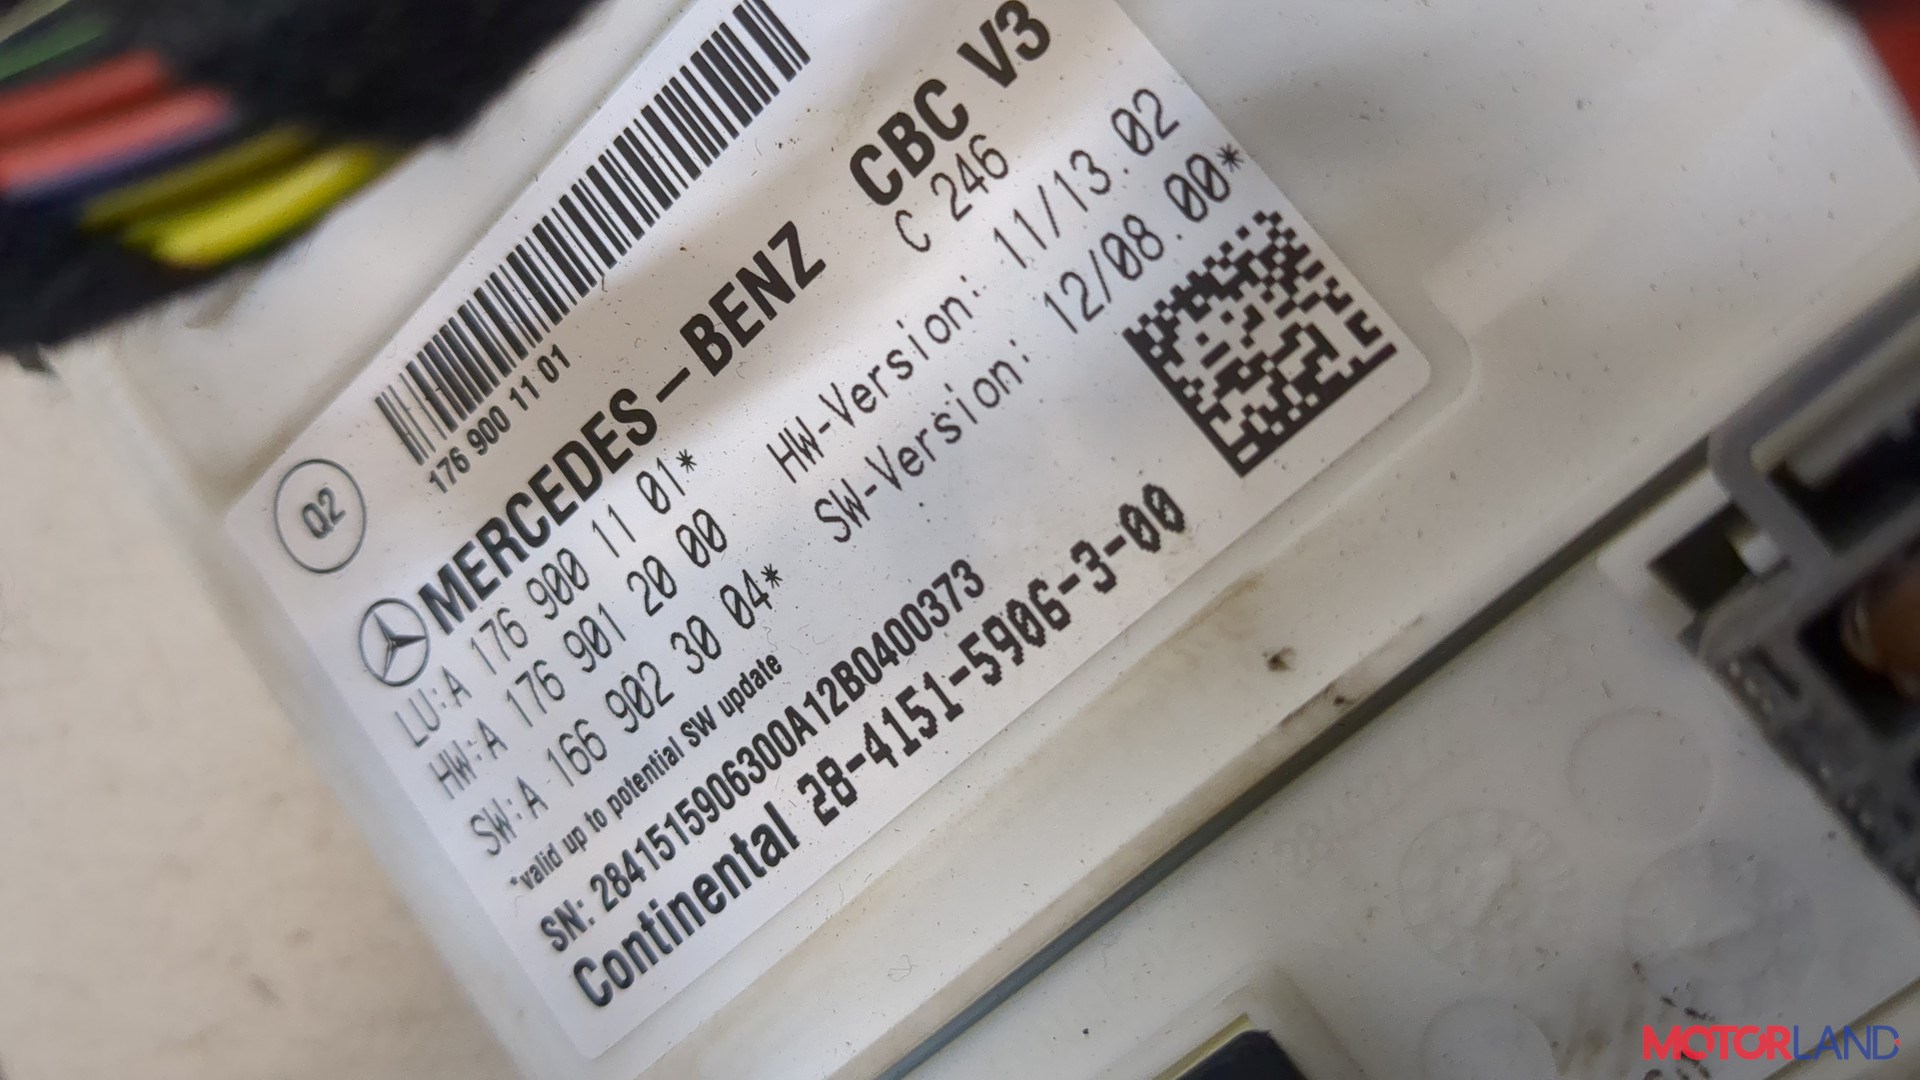 176 900 11 01
Q2
MERCEDES-BENZ CBC V3
C 246
LU:A 176 900 11 01*
HW:A 176 901 20 00 HW-Version: 11/13.02
SW:A 166 902 30 04* SW-Version: 12/08.00*
*valid up to potential SW update
SN: 2841515906300A12B0400373
Continental 28-4151-5906-3-00
MOTORLAND